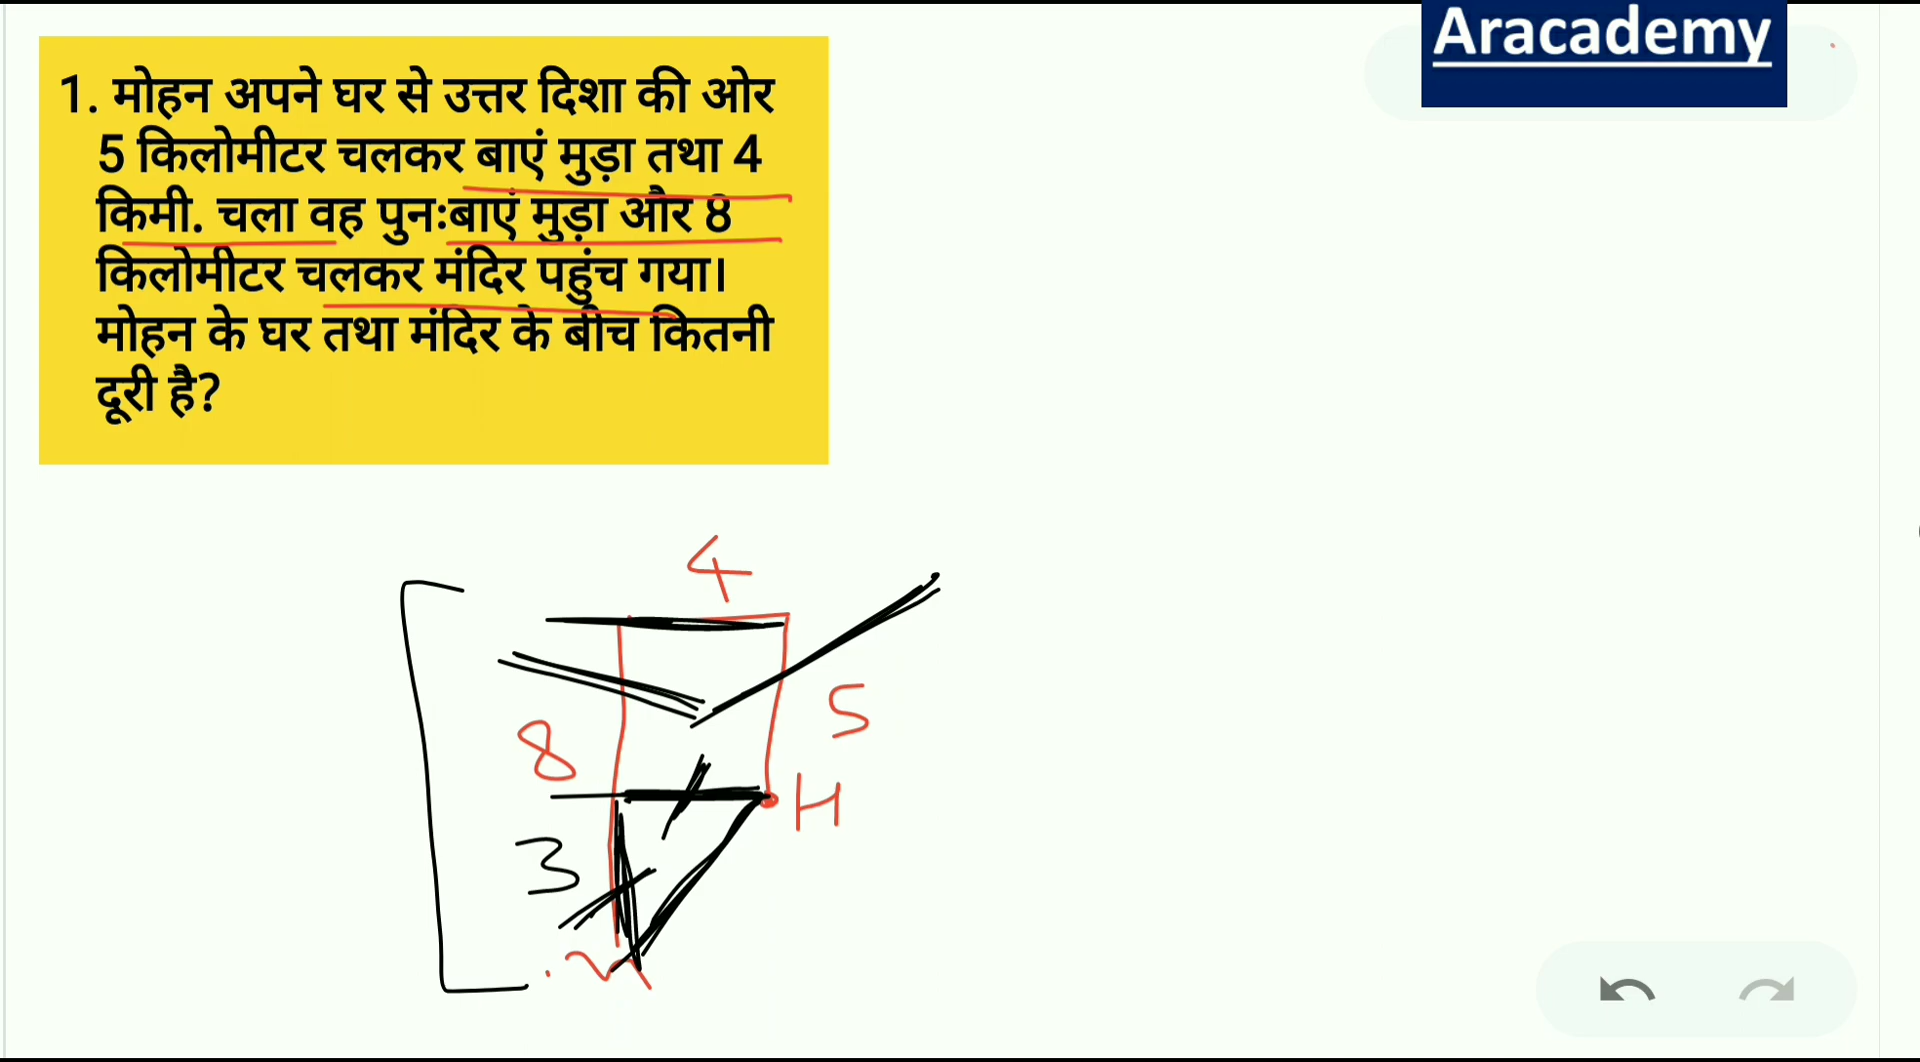 Aracademy
1. मोहन अपने घर से उत्तर दिशा की ओर
5 किलोमीटर चलकर बाएं मुड़ा तथा 4
किमी. चला वह पुनःबाएं मुड़ा और 8
किलोमीटर चलकर मंदिर पहुंच गया।
मोहन के घर तथा मंदिर के बीच कितनी
दूरी है?
4
5
8
H
3